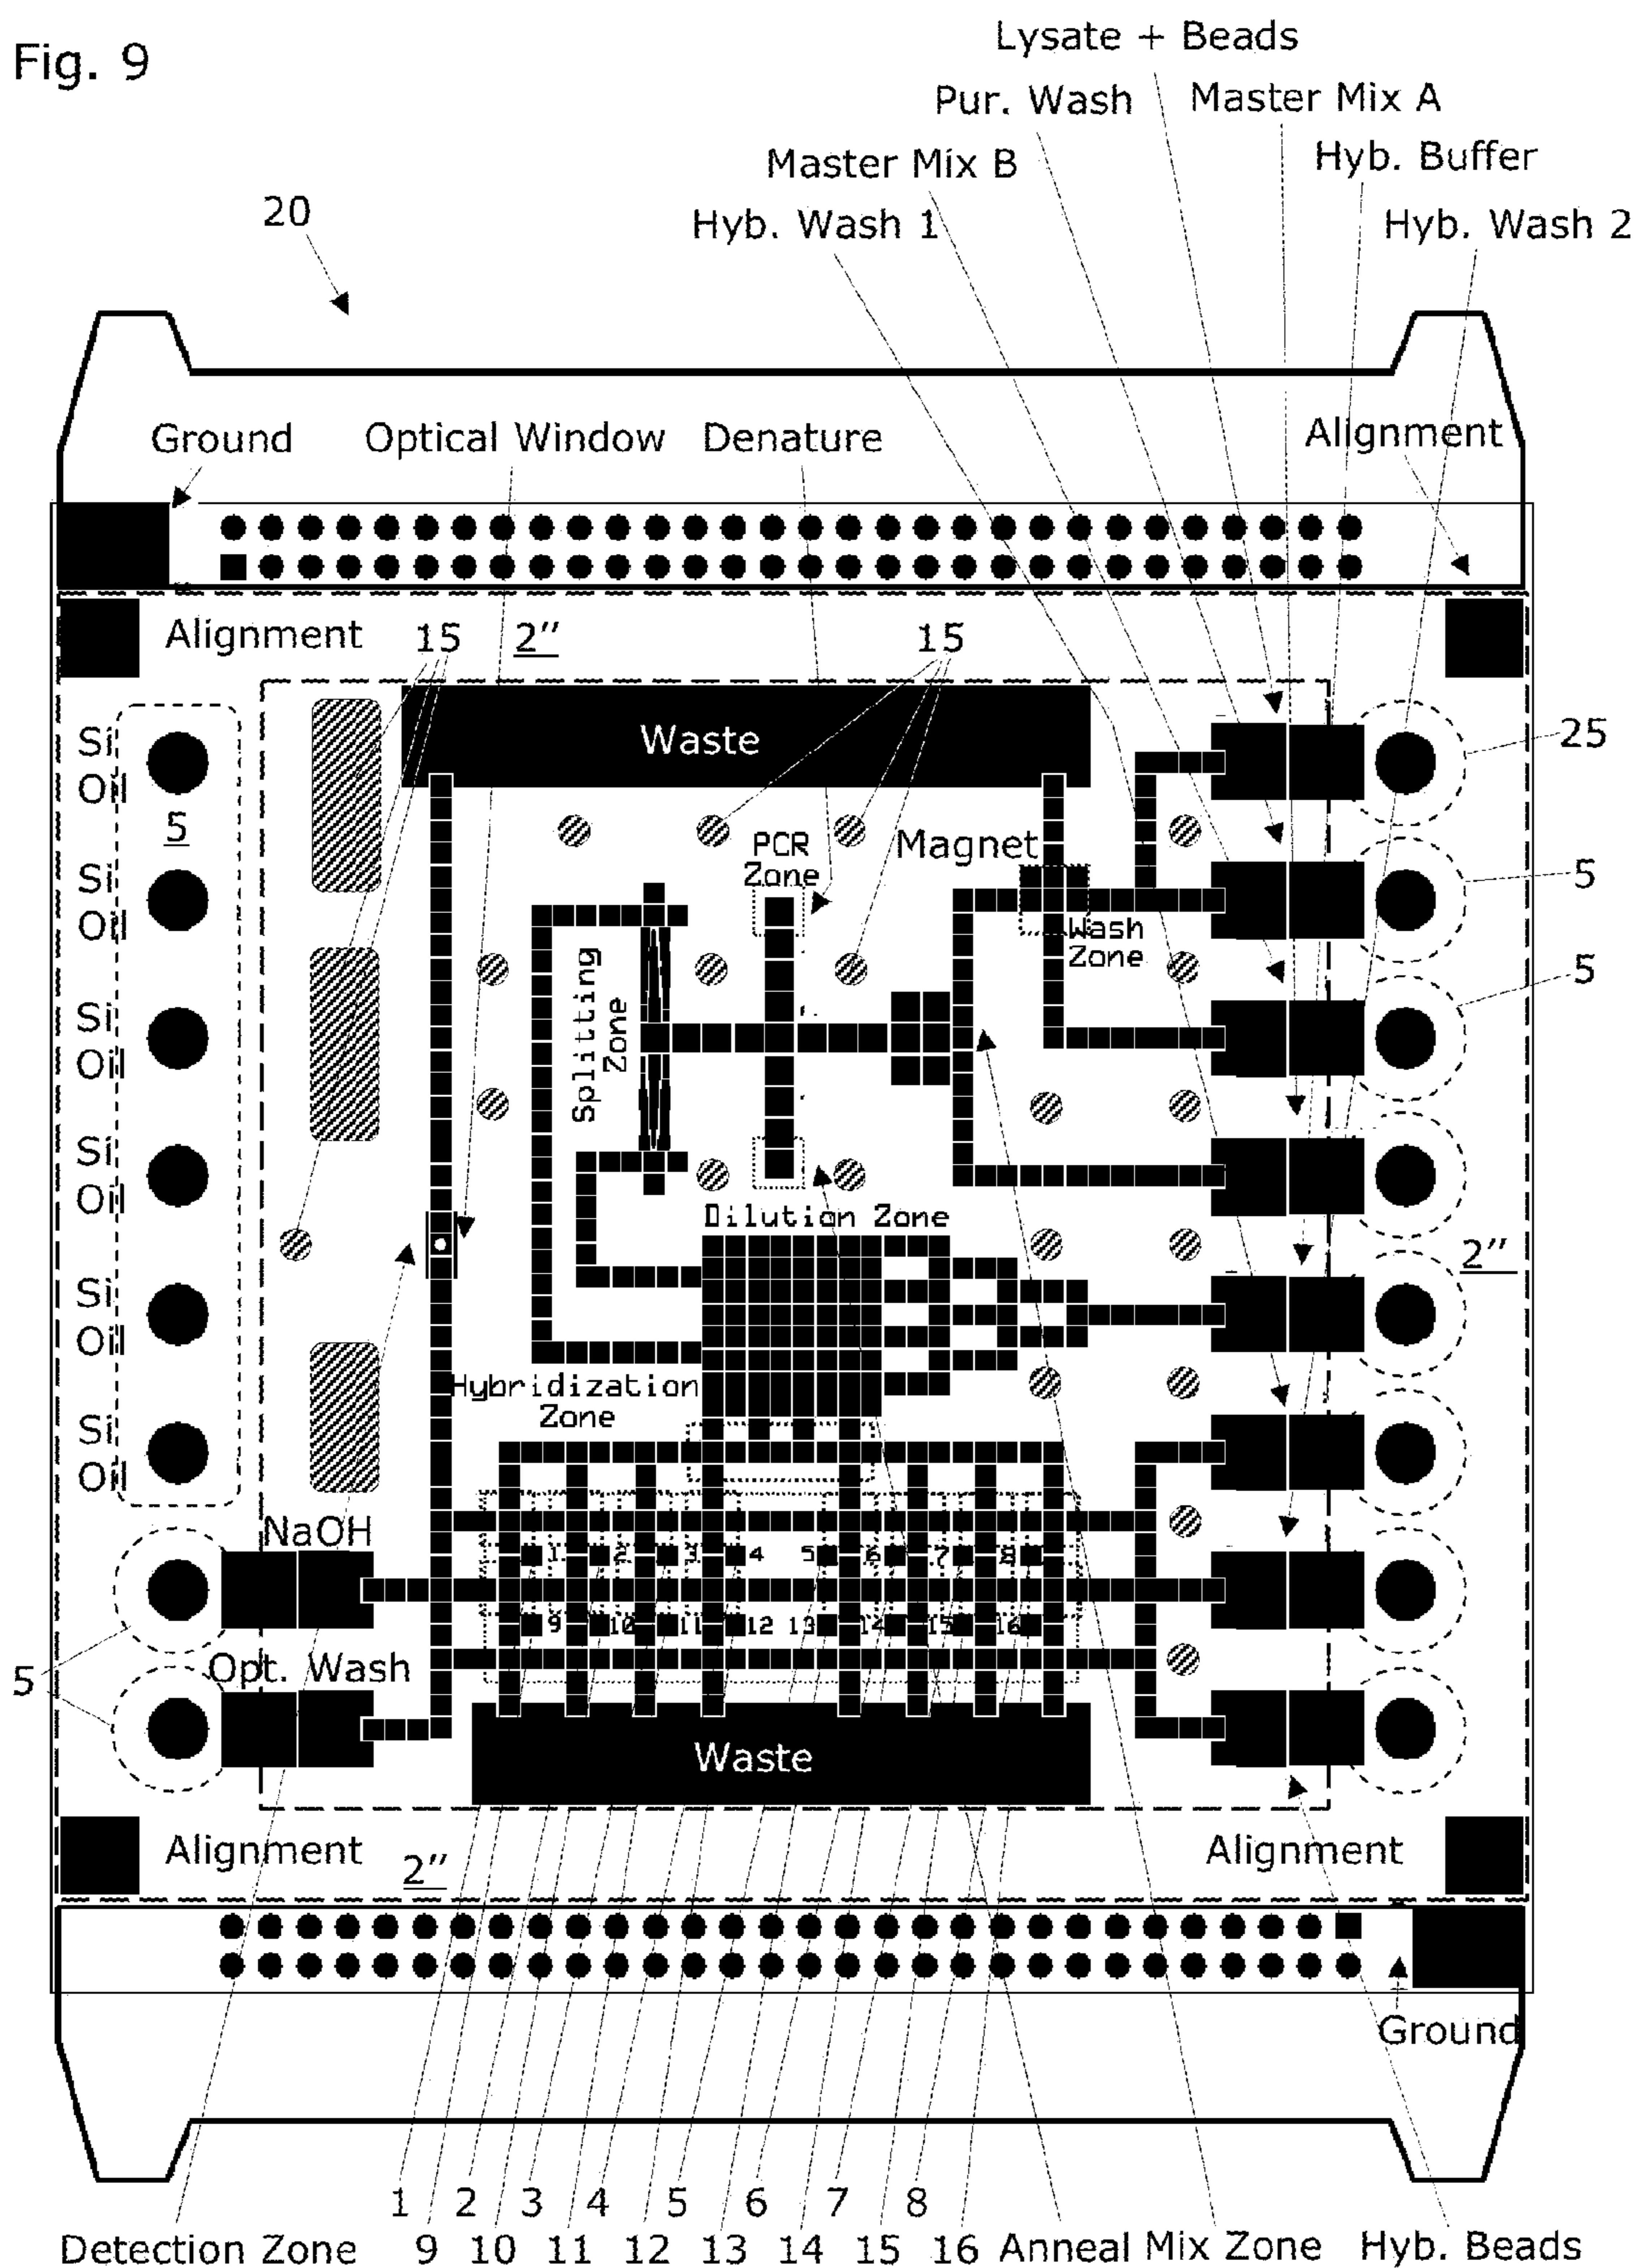 Fig. 9
Lysate + Beads
Pur. Wash
Master Mix A
Master Mix B
Hyb. Buffer
20
Hyb. Wash 1
Hyb. Wash 2
Ground
Optical Window
Denature
Alignment
Alignment
15
2″
15
Waste
Si
Oil
25
5
PCR
Zone
Magnet
Si
Oil
5
Wash
Zone
Splitting
Zone
5
Si
Oil
Si
Oil
Dilution Zone
2″
Si
Oil
Hybridization
Zone
Si
Oil
NaOH
1 2 3 4 5 6 7 8
9 10 11 12 13 14 15 16
5
Opt. Wash
Waste
Alignment
2″
Alignment
Ground
1 2 3 4 5 6 7 8
Detection Zone
9 10 11 12 13 14 15 16
Anneal
Mix Zone
Hyb. Beads